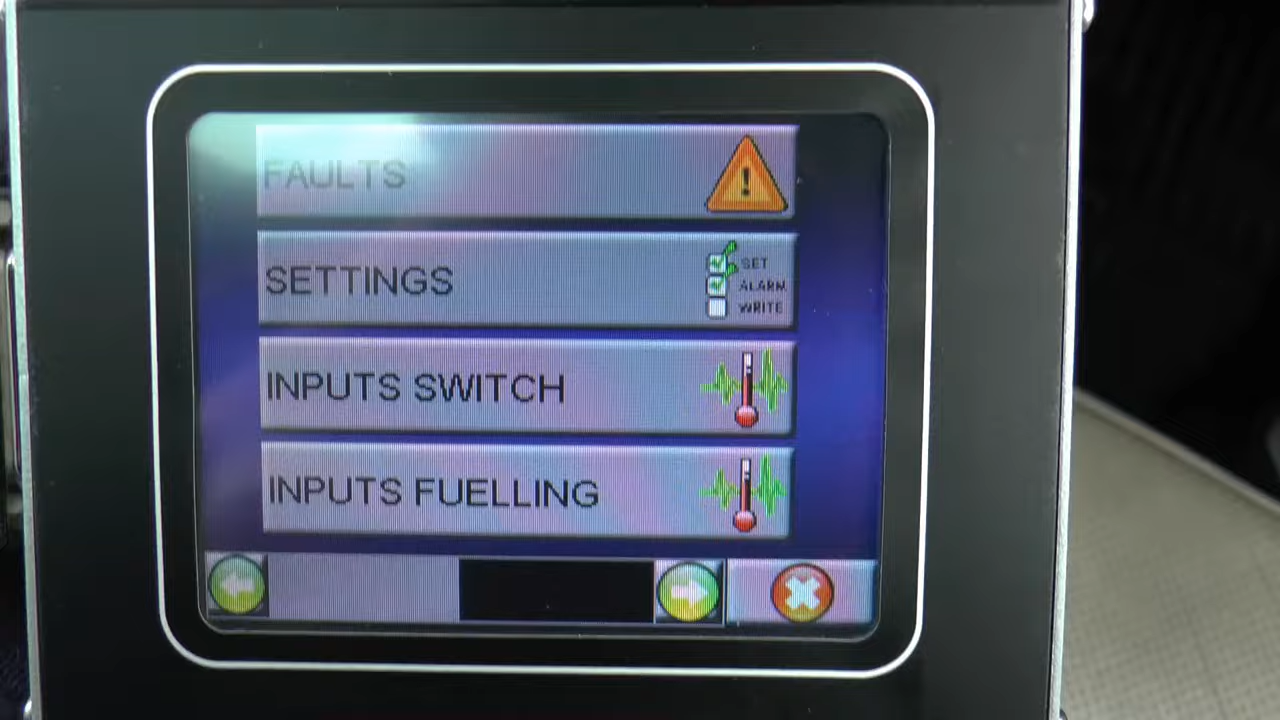 FAULTS
SETTINGS
SET
ALARM
WRITE
INPUTS SWITCH
INPUTS FUELLING